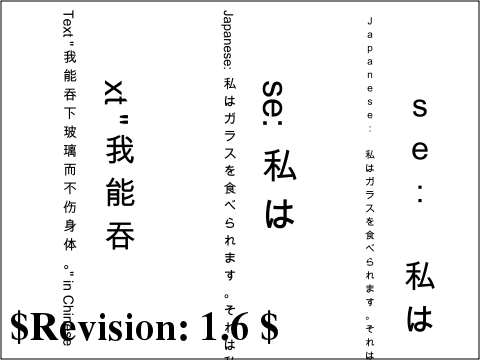 Text "我能吞下玻璃而不伤身体。" in Chinese
xt "我能吞
Japanese: 私はガラスを食べられます。それは私
se: 私は
Japanese: 私はガラスを食べられます。それは
se: 私は
$Revision: 1.6 $